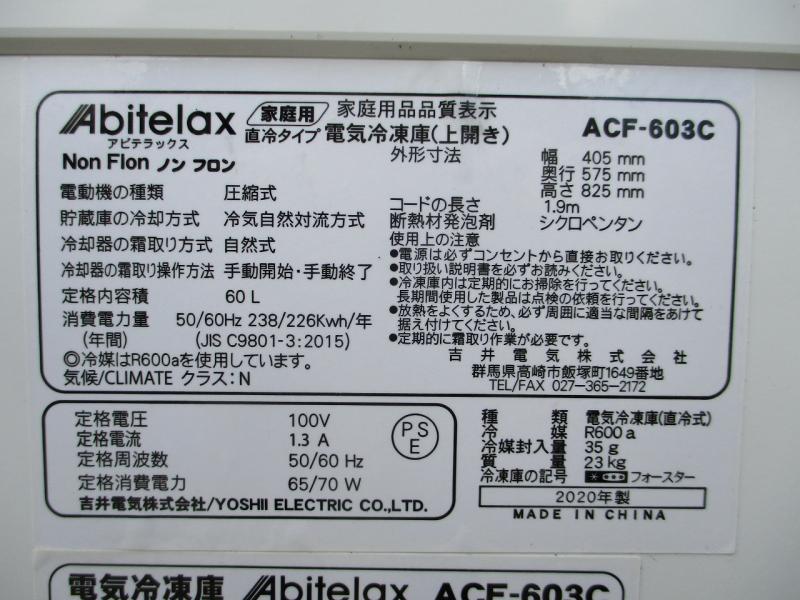 Abitelax 家庭用 家庭用品品質表示
アビテラックス 直冷タイプ 電気冷凍庫(上開き) ACF-603C
Non Flon ノン フロン
外形寸法 幅 405 mm
奥行 575 mm
高さ 825 mm
コードの長さ 1.9m
断熱材発泡剤 シクロペンタン
電動機の種類 圧縮式
貯蔵庫の冷却方式 冷気自然対流方式
冷却器の霜取り方式 自然式
冷却器の霜取り操作方法 手動開始・手動終了
定格内容積 60 L
消費電力量 50/60Hz 238/226Kwh/年
(年間) (JIS C9801-3:2015)
◎冷媒はR600aを使用しています。
気候/CLIMATE クラス:N
使用上の注意
●電源は必ずコンセントから直接お取りください。
●取り扱い説明書を必ずお読みください。
●冷凍庫内は定期的にお掃除を行ってください。
長期間使用した製品は点検の依頼を行ってください。
●放熱をよくするため、必ず周囲に適当な間隔をあけて
据え付けてください。
●定期的に霜取り作業が必要です。
吉井電気株式会社
群馬県高崎市飯塚町1649番地
TEL/FAX 027-365-2172
定格電圧 100V
定格電流 1.3 A
定格周波数 50/60 Hz
定格消費電力 65/70 W
吉井電気株式会社/YOSHII ELECTRIC CO.,LTD.
PS
E
種類 電気冷凍庫(直冷式)
冷媒 R600a
冷媒封入量 35g
質量 23kg
冷凍庫の記号 フォースター
2020年製
MADE IN CHINA
電気冷凍庫 Abitelax ACF-603C